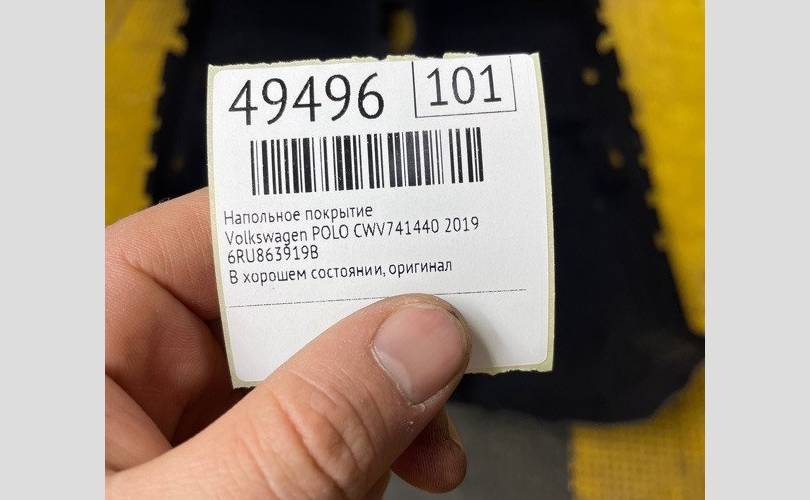 49496 101
Напольное покрытие
Volkswagen POLO CWV741440 2019
6RU863919B
В хорошем состоянии, оригинал